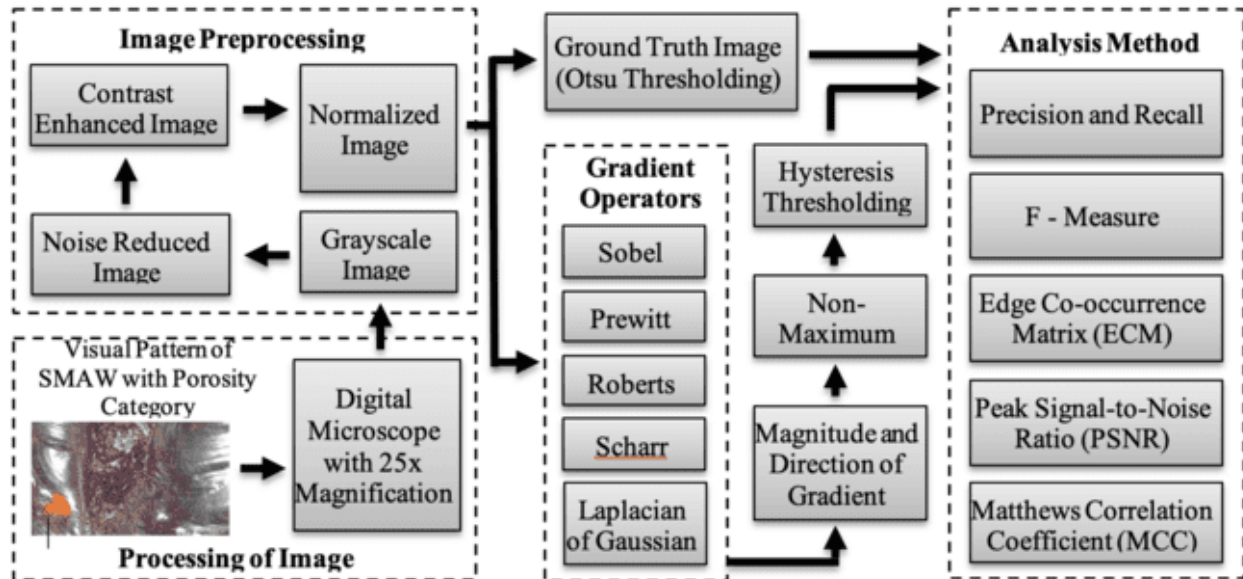 Image Preprocessing
Contrast
Enhanced Image
Normalized
Image
Noise Reduced
Image
Grayscale
Image
Visual Pattern of
SMAW with Porosity
Category
Digital
Microscope
with 25x
Magnification
Processing of Image
Ground Truth Image
(Otsu Thresholding)
Gradient
Operators
Sobel
Prewitt
Roberts
Scharr
Laplacian
of Gaussian
Hysteresis
Thresholding
Non-
Maximum
Magnitude and
Direction of
Gradient
Analysis Method
Precision and Recall
F - Measure
Edge Co-occurrence
Matrix (ECM)
Peak Signal-to-Noise
Ratio (PSNR)
Matthews Correlation
Coefficient (MCC)